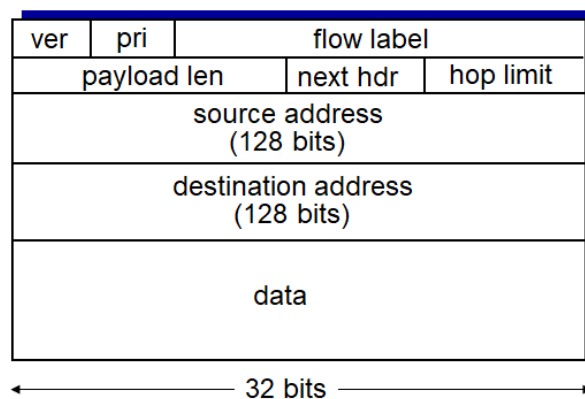 ver pri flow label
payload len next hdr hop limit
source address
(128 bits)
destination address
(128 bits)
data
32 bits